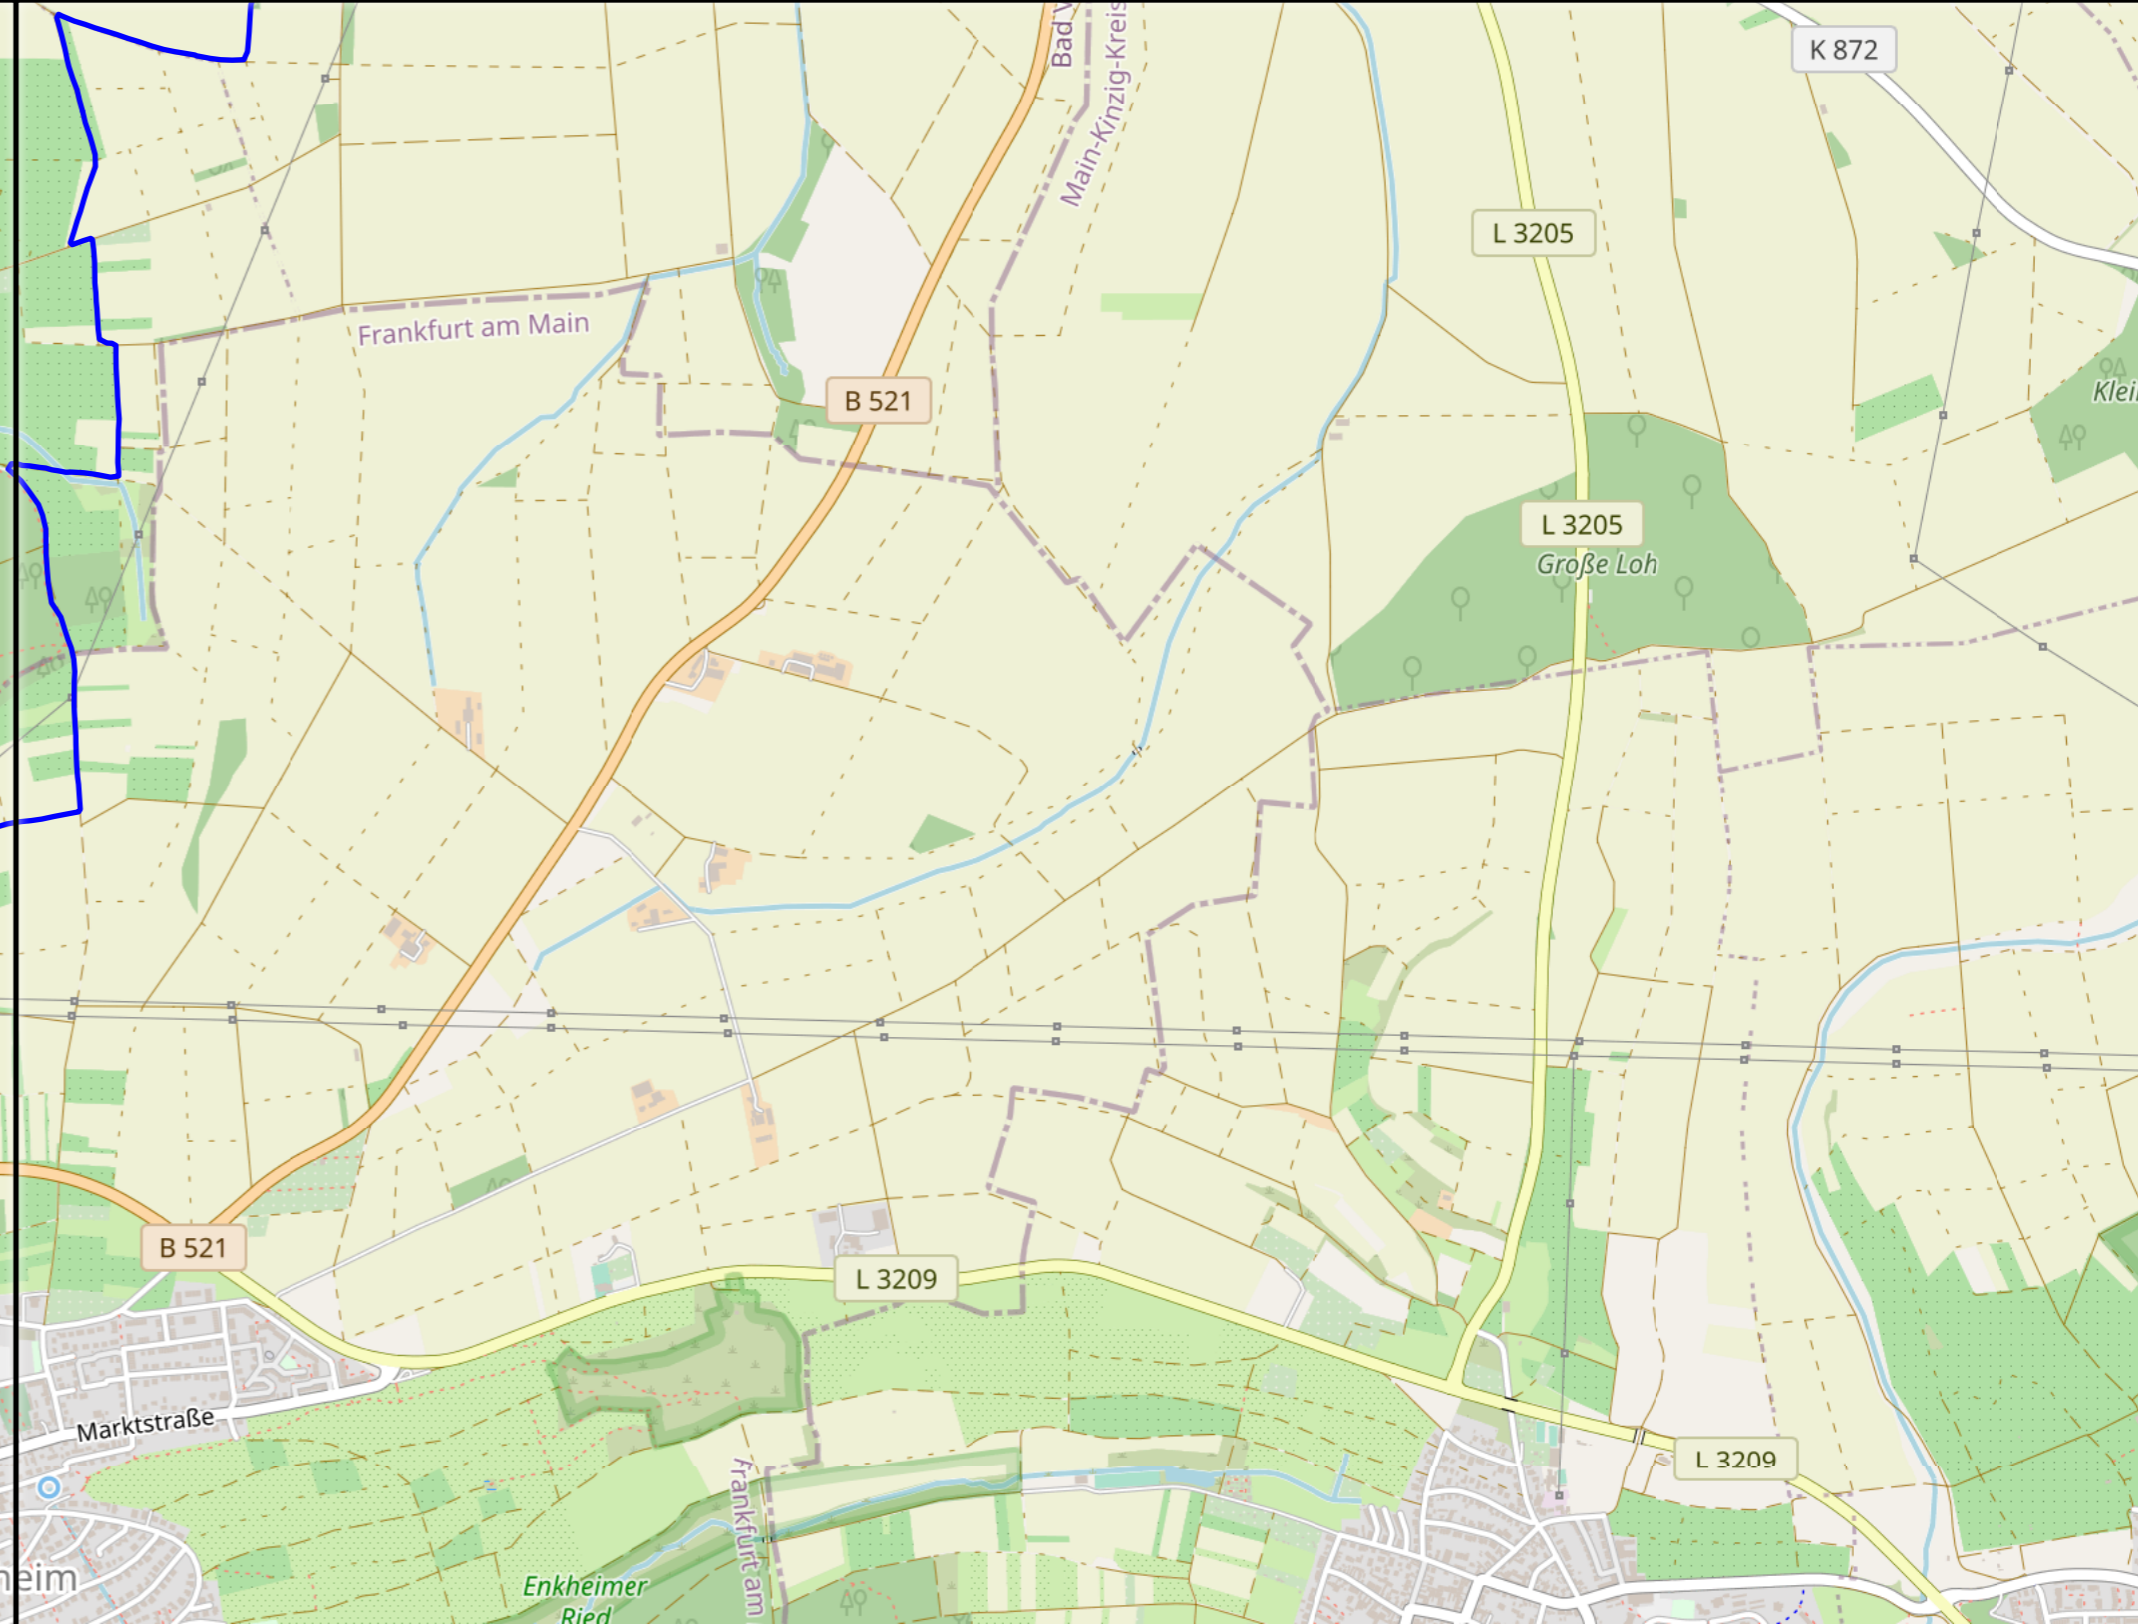 Bad V
Main-Kinzig-Kreis
K 872
L 3205
Frankfurt am Main
B 521
Klei
L 3205
Große Loh
B 521
L 3209
Marktstraße
L 3209
Frankfurt am
heim
Enkheimer
Ried